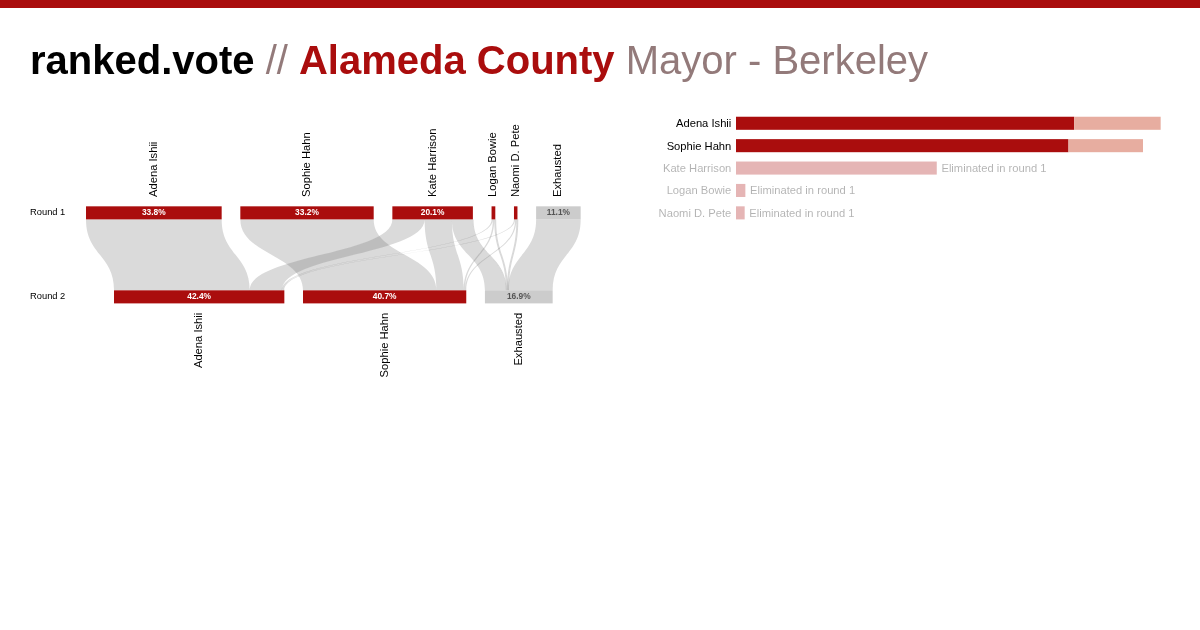 ranked.vote // Alameda County Mayor - Berkeley
Adena Ishii
Sophie Hahn
Kate Harrison
Logan Bowie
Naomi D. Pete
Exhausted
Round 1
33.8%
33.2%
20.1%
11.1%
Round 2
42.4%
40.7%
16.9%
Adena Ishii
Sophie Hahn
Exhausted
Adena Ishii
Sophie Hahn
Kate Harrison Eliminated in round 1
Logan Bowie Eliminated in round 1
Naomi D. Pete Eliminated in round 1